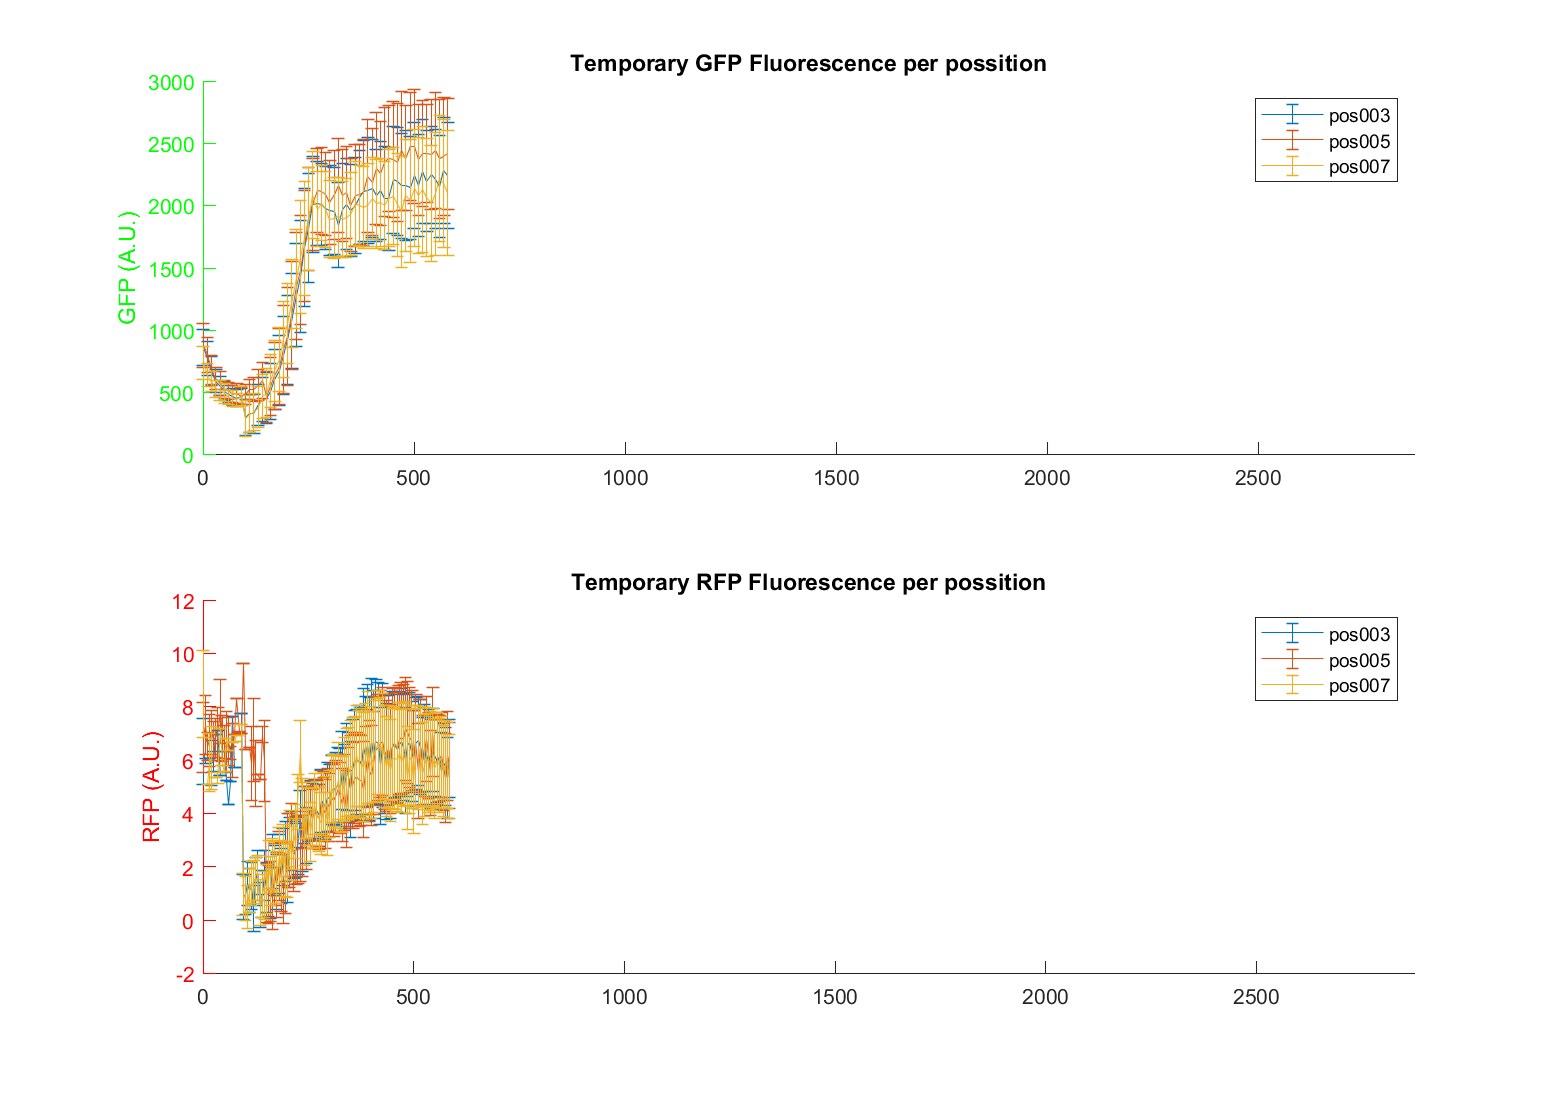 Temporary GFP Fluorescence per possition
3000
2500
2000
1500
1000
500
0
GFP (A.U.)
pos003
pos005
pos007
0 500 1000 1500 2000 2500
Temporary RFP Fluorescence per possition
12
10
8
6
4
2
0
-2
RFP (A.U.)
pos003
pos005
pos007
0 500 1000 1500 2000 2500